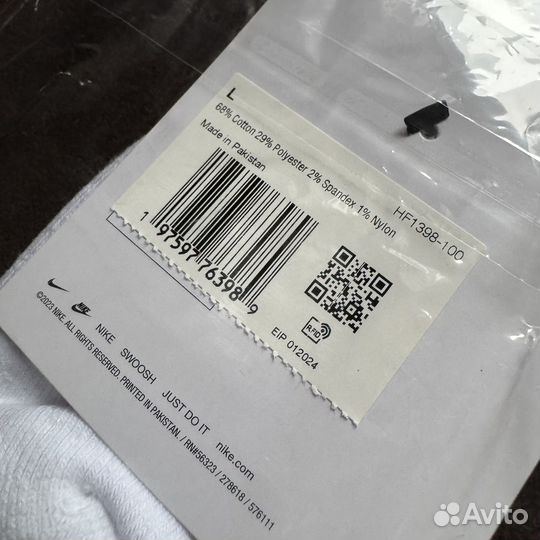 L
68% Cotton 29% Polyester 2% Spandex 1% Nylon
Made in Pakistan
HF1398-100
1 97597 76398 9
RFID
EIP 012024
NIKE SWOOSH JUST DO IT nike.com
©2023 NIKE. ALL RIGHTS RESERVED. PRINTED IN PAKISTAN. / RN#56323 / 278618 / 576111
Avito